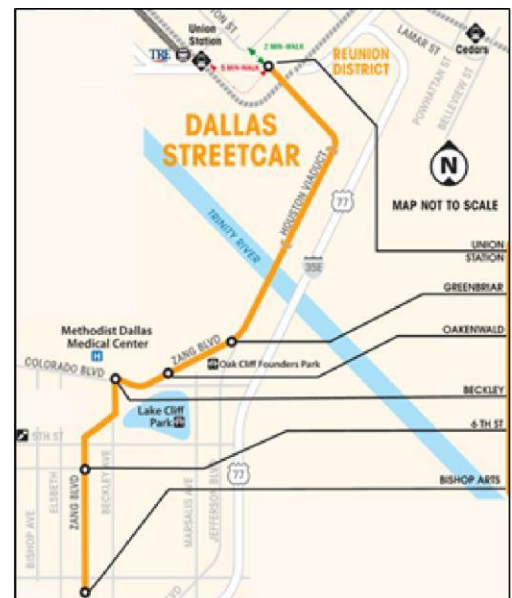 Union
Station
TRE
2 MIN-WALK
5 MIN-WALK
REUNION
DISTRICT
LAMAR ST
Cedars
POWHATTAN ST
BELLEVIEW ST
DALLAS
STREETCAR
N
MAP NOT TO SCALE
HOUSTON VIADUCT
77
TRINITY RIVER
35E
UNION
STATION
GREENBRIAR
OAKENWALD
Methodist Dallas
Medical Center
H
COLORADO BLVD
ZANG BLVD
Oak Cliff Founders Park
BECKLEY
Lake Cliff
Park
5TH ST
6 TH ST
77
BISHOP ARTS
BISHOP AVE
ELSBETH
ZANG BLVD
BECKLEY AVE
MARSALIS AVE
JEFFERSON BLVD